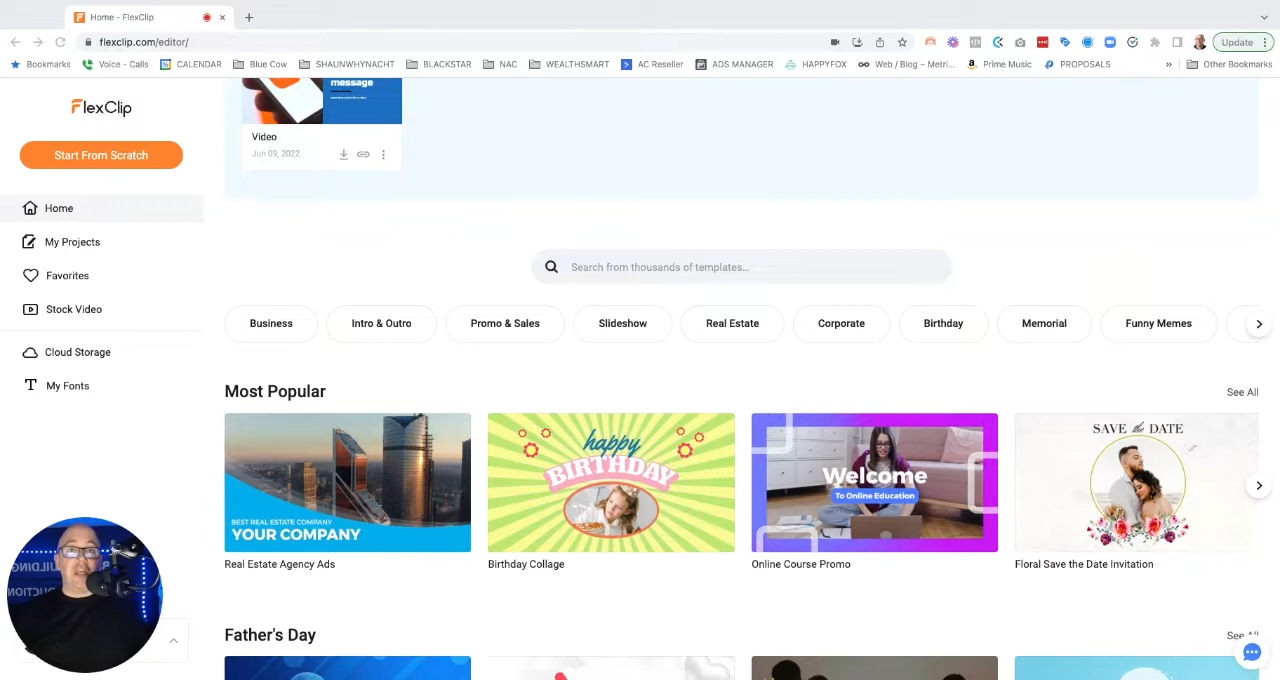 Home - FlexClip
flexclip.com/editor/
Update
Bookmarks
Voice - Calls
CALENDAR
Blue Cow
SHAUNWHYNACHT
BLACKSTAR
NAC
WEALTHSMART
AC Reseller
ADS MANAGER
HAPPYFOX
Web / Blog – Metri...
Prime Music
PROPOSALS
»
Other Bookmarks
FlexClip
Start From Scratch
Home
My Projects
Favorites
Stock Video
Cloud Storage
My Fonts
message
Video
Jun 09, 2022
Search from thousands of templates...
Business
Intro & Outro
Promo & Sales
Slideshow
Real Estate
Corporate
Birthday
Memorial
Funny Memes
Most Popular
See All
BEST REAL ESTATE COMPANY
YOUR COMPANY
happy
BIRTHDAY
Welcome
To Online Education
SAVE the DATE
Real Estate Agency Ads
Birthday Collage
Online Course Promo
Floral Save the Date Invitation
Father's Day
See All